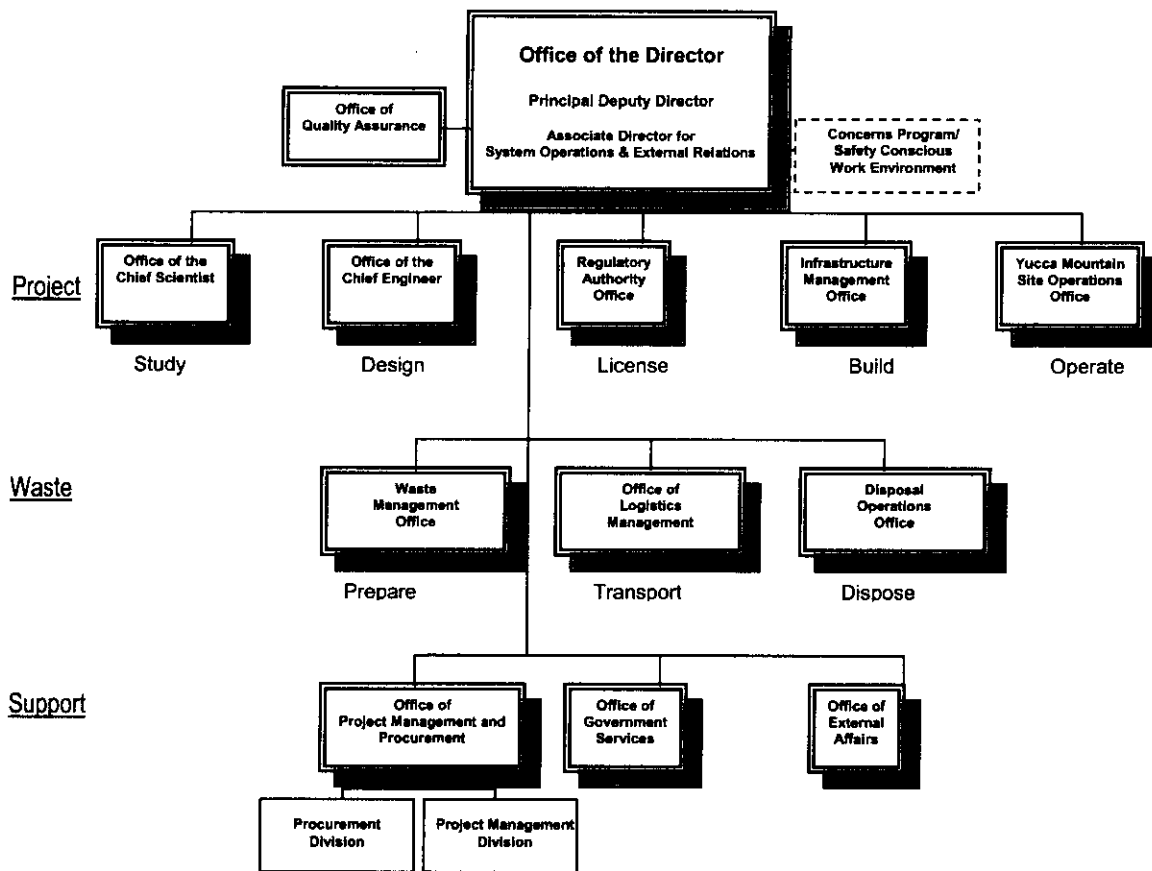 Office of the Director
Principal Deputy Director
Associate Director for
System Operations & External Relations
Office of
Quality Assurance
Concerns Program/
Safety Conscious
Work Environment
Project
Office of the
Chief Scientist
Office of the
Chief Engineer
Regulatory
Authority
Office
Infrastructure
Management
Office
Yucca Mountain
Site Operations
Office
Study
Design
License
Build
Operate
Waste
Waste
Management
Office
Office of
Logistics
Management
Disposal
Operations
Office
Prepare
Transport
Dispose
Support
Office of
Project Management and
Procurement
Office of
Government
Services
Office of
External
Affairs
Procurement
Division
Project Management
Division